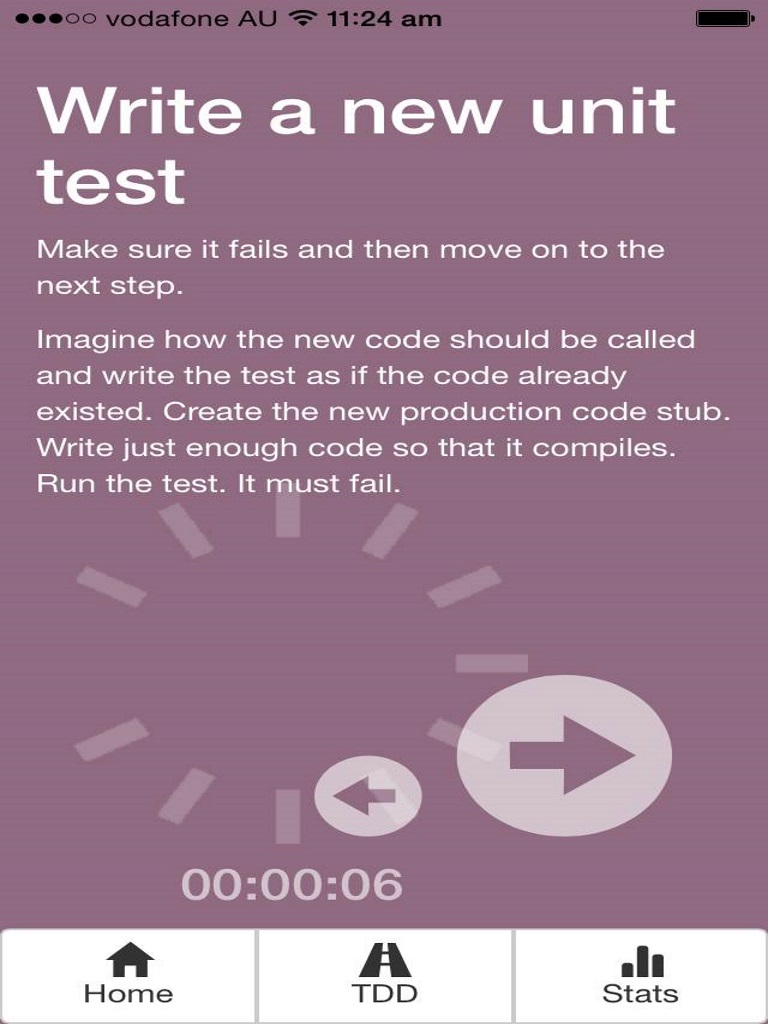 vodafone AU 11:24 am
Write a new unit
test
Make sure it fails and then move on to the
next step.
Imagine how the new code should be called
and write the test as if the code already
existed. Create the new production code stub.
Write just enough code so that it compiles.
Run the test. It must fail.
00:00:06
Home TDD Stats